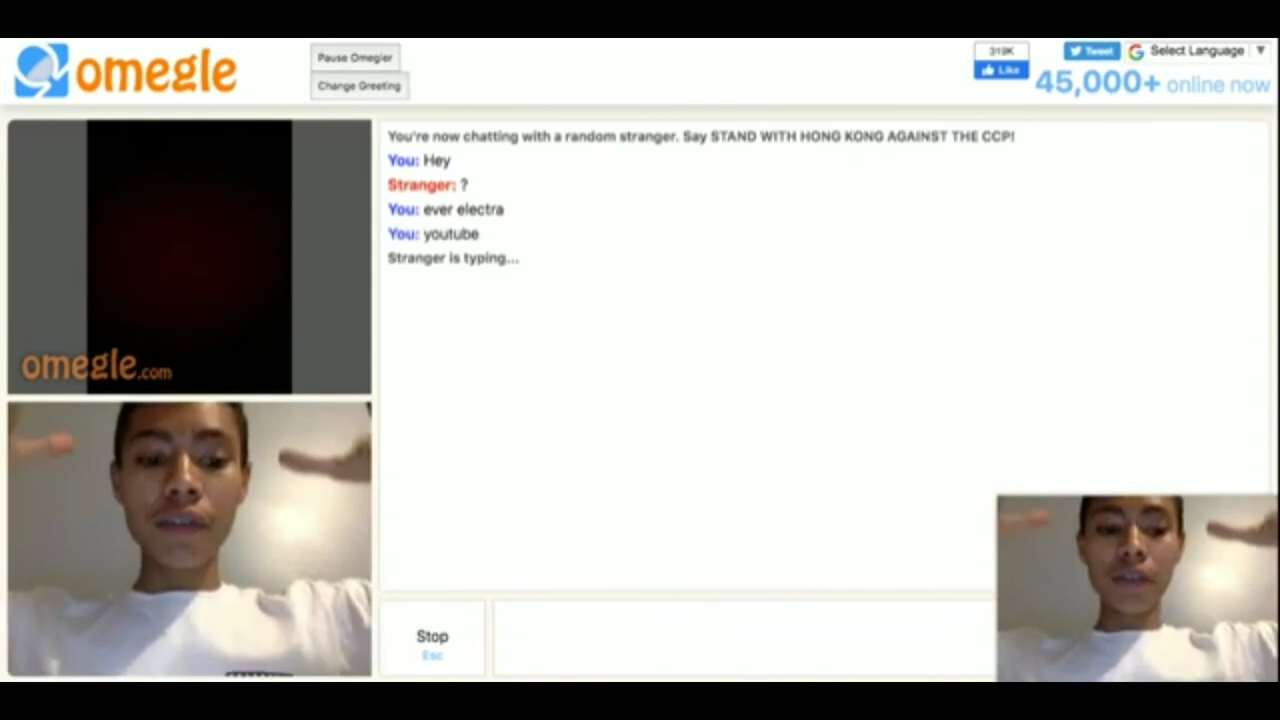 omegle
Pause Omegler
Change Greeting
319K
Like
Tweet
Select Language
45,000+ online now
You're now chatting with a random stranger. Say STAND WITH HONG KONG AGAINST THE CCP!
You: Hey
Stranger: ?
You: ever electra
You: youtube
Stranger is typing...
omegle.com
Stop
Esc